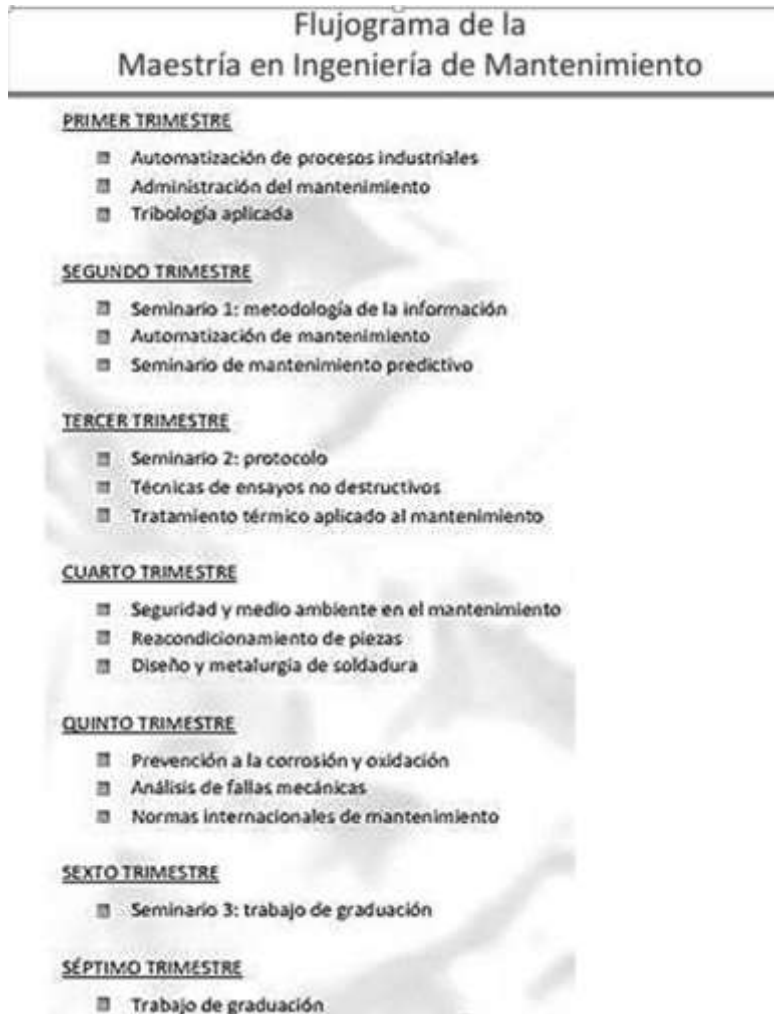 Flujograma de la
Maestría en Ingeniería de Mantenimiento
PRIMER TRIMESTRE
Automatización de procesos industriales
Administración del mantenimiento
Tribología aplicada
SEGUNDO TRIMESTRE
Seminario 1: metodología de la información
Automatización de mantenimiento
Seminario de mantenimiento predictivo
TERCER TRIMESTRE
Seminario 2: protocolo
Técnicas de ensayos no destructivos
Tratamiento térmico aplicado al mantenimiento
CUARTO TRIMESTRE
Seguridad y medio ambiente en el mantenimiento
Reacondicionamiento de piezas
Diseño y metalurgia de soldadura
QUINTO TRIMESTRE
Prevención a la corrosión y oxidación
Análisis de fallas mecánicas
Normas internacionales de mantenimiento
SEXTO TRIMESTRE
Seminario 3: trabajo de graduación
SÉPTIMO TRIMESTRE
Trabajo de graduación